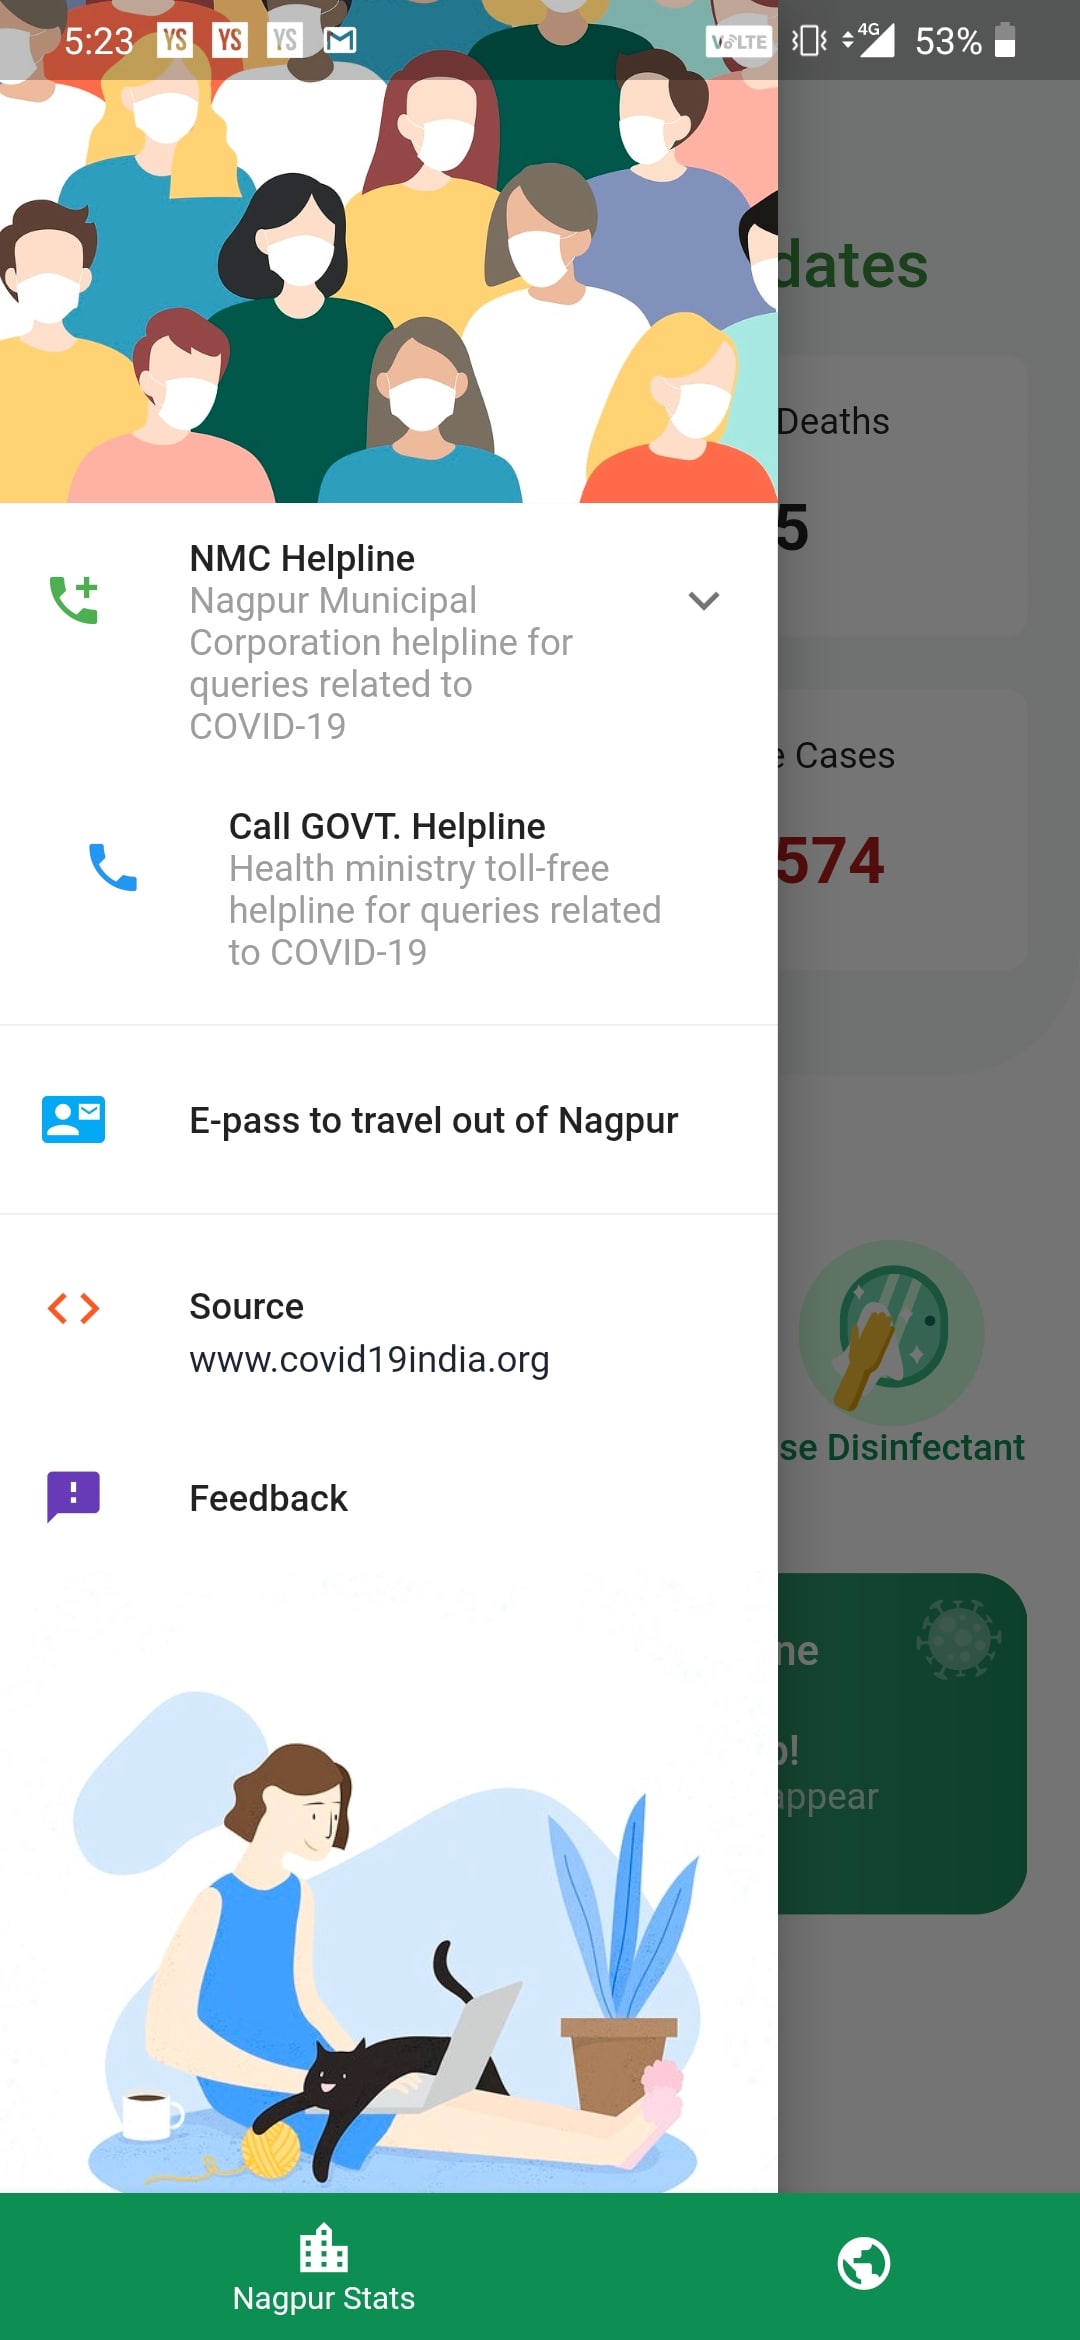 5:23 YS YS YS VoLTE 4G 53%
dates
Deaths
5
NMC Helpline
Nagpur Municipal
Corporation helpline for
queries related to
COVID-19
e Cases
574
Call GOVT. Helpline
Health ministry toll-free
helpline for queries related
to COVID-19
E-pass to travel out of Nagpur
Source
www.covid19india.org
se Disinfectant
Feedback
ne
p!
appear
Nagpur Stats